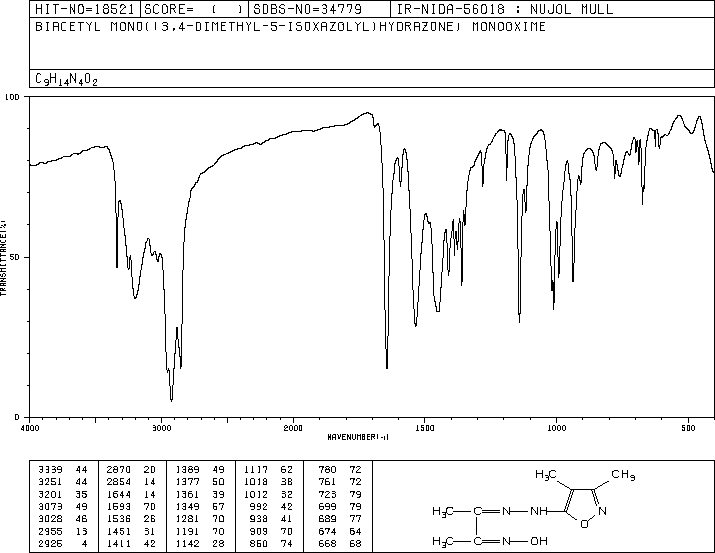 HIT-NO=18521 SCORE= ( ) SDBS-NO=34779 IR-NIDA-56018 : NUJOL MULL
BIACETYL MONO((3,4-DIMETHYL-5-ISOXAZOLYL)HYDRAZONE) MONOOXIME
C9H14N4O2
100
50
0
TRANSMITTANCE(%)
4000 3000 2000 1500 1000 500
WAVENUMBER(-1)
3339 44 2870 20 1389 49 1117 62 780 72
3251 44 2854 14 1377 50 1018 38 761 72
3201 35 1644 14 1361 39 1012 32 723 79
3073 49 1593 70 1349 57 992 42 699 79
3028 46 1536 26 1281 70 938 41 689 77
2955 13 1451 31 1191 70 909 70 674 64
2925 4 1411 42 1142 28 850 74 668 68
H3C CH3
H3C C=N-NH O N
H3C C=N-OH